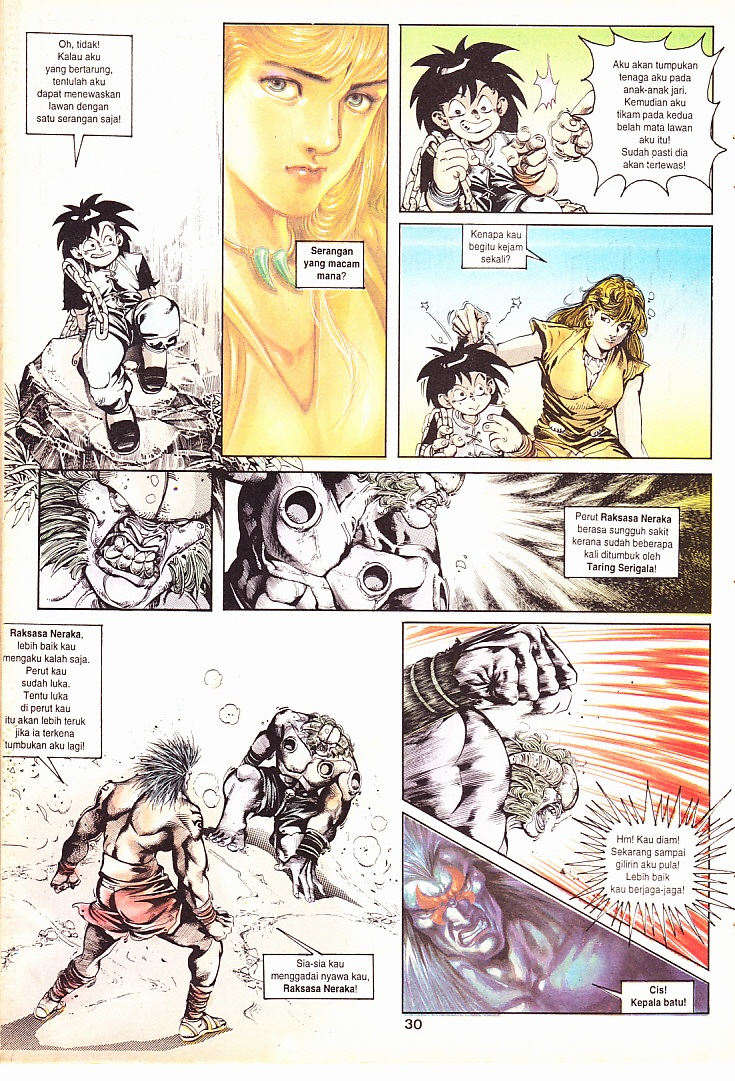 Oh, tidak!
Kalau aku
yang bertarung,
tentulah aku
dapat menewaskan
lawan dengan
satu serangan saja!
Serangan
yang macam
mana?
Aku akan tumpukan
tenaga aku pada
anak-anak jari.
Kemudian aku
tikam pada kedua
belah mata lawan
aku itu!
Sudah pasti dia
akan tertewas!
Kenapa kau
begitu kejam
sekali?
Perut Raksasa Neraka
berasa sungguh sakit
kerana sudah beberapa
kali ditumbuk oleh
Taring Serigala!
Raksasa Neraka,
lebih baik kau
mengaku kalah saja.
Perut kau
sudah luka.
Tentu luka
di perut kau
itu akan lebih teruk
jika ia terkena
tumbukan aku lagi!
Sia-sia kau
menggadai nyawa kau,
Raksasa Neraka!
Hm! Kau diam!
Sekarang sampai
gilirin aku pula!
Lebih baik
kau berjaga-jaga!
Cis!
Kepala batu!
30